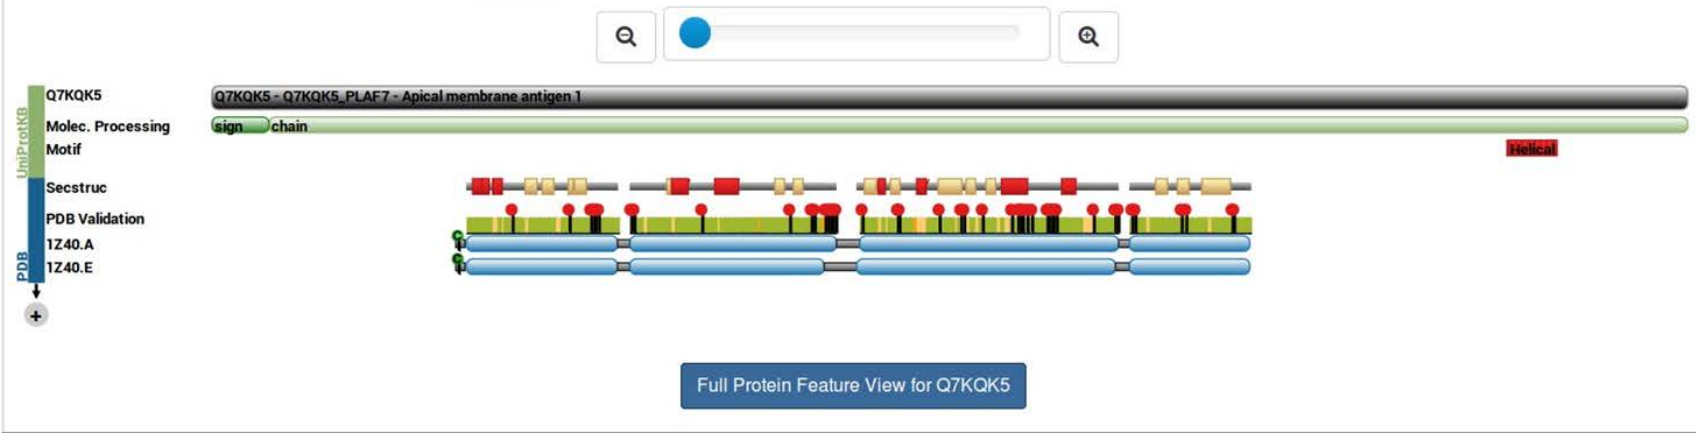 UniProtKB
Q7KQK5
Q7KQK5 - Q7KQK5_PLAF7 - Apical membrane antigen 1
Molec. Processing
sign
chain
Motif
Helical
PDB
Secstruc
PDB Validation
1Z40.A
C
1Z40.E
C
+
Full Protein Feature View for Q7KQK5